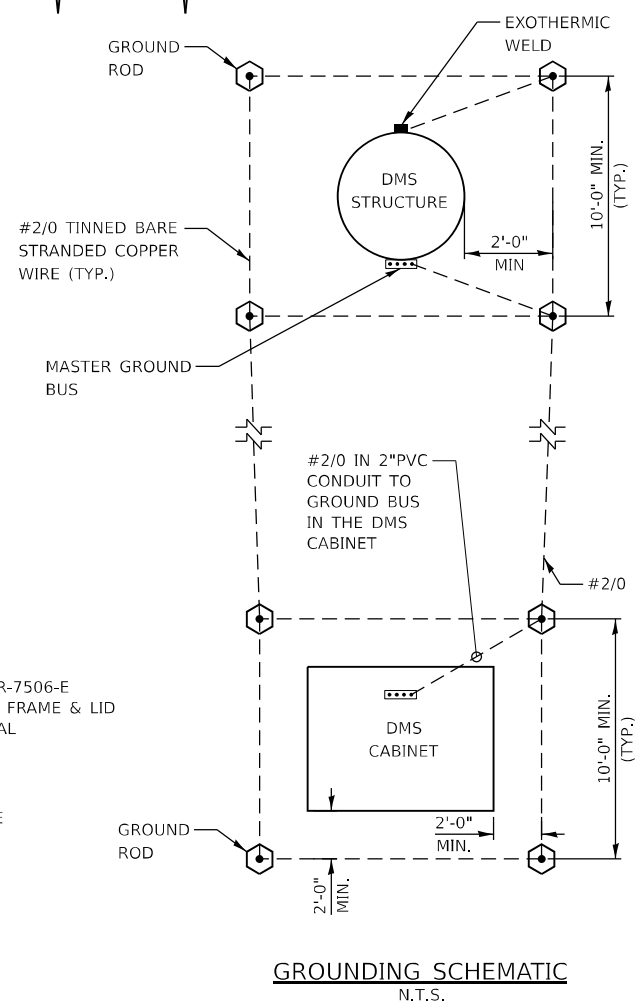 EXOTHERMIC
WELD
GROUND
ROD
10'-0" MIN.
(TYP.)
DMS
STRUCTURE
#2/0 TINNED BARE
STRANDED COPPER
WIRE (TYP.)
2'-0"
MIN
MASTER GROUND
BUS
#2/0 IN 2"PVC
CONDUIT TO
GROUND BUS
IN THE DMS
CABINET
#2/0
R-7506-E
FRAME & LID
AL
DMS
CABINET
10'-0" MIN.
(TYP.)
E
GROUND
ROD
2'-0"
MIN.
2'-0"
MIN.
GROUNDING SCHEMATIC
N.T.S.